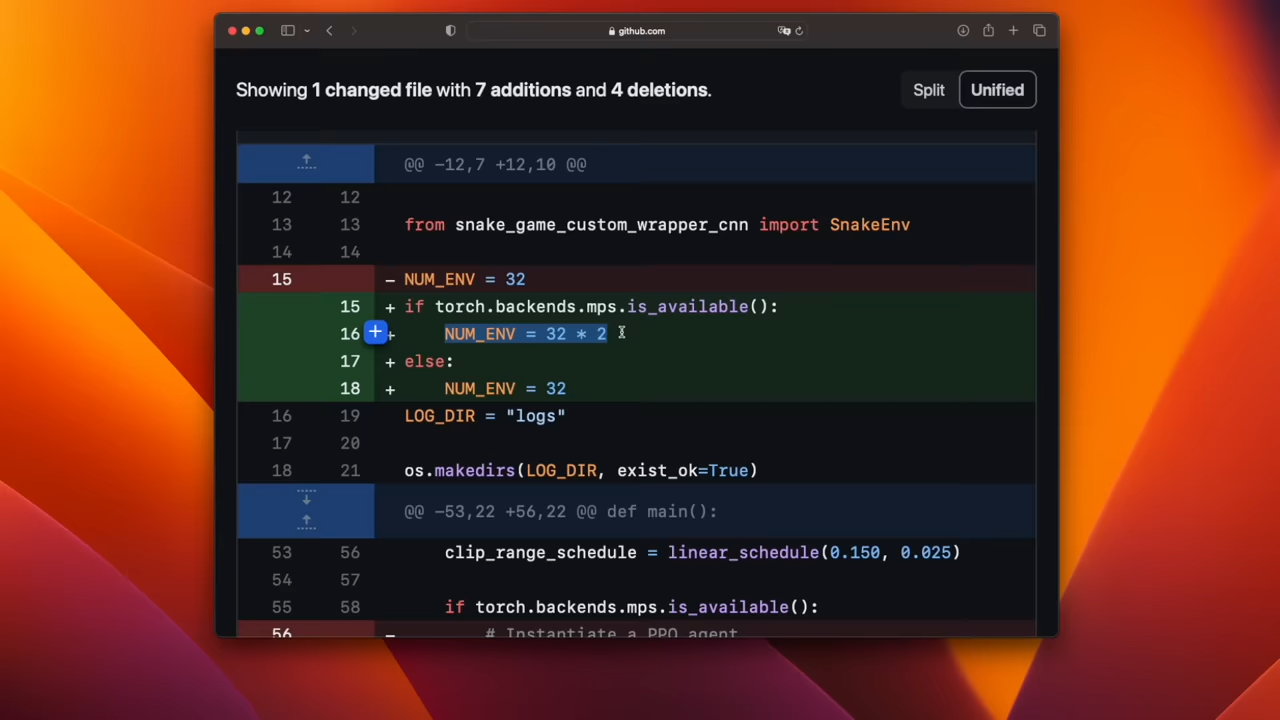 github.com
Showing 1 changed file with 7 additions and 4 deletions.
Split
Unified
@@ -12,7 +12,10 @@
12 12
13 13 from snake_game_custom_wrapper_cnn import SnakeEnv
14 14
15 - NUM_ENV = 32
15 + if torch.backends.mps.is_available():
16 + NUM_ENV = 32 * 2
17 + else:
18 + NUM_ENV = 32
16 19 LOG_DIR = "logs"
17 20
18 21 os.makedirs(LOG_DIR, exist_ok=True)
@@ -53,22 +56,22 @@ def main():
53 56 clip_range_schedule = linear_schedule(0.150, 0.025)
54 57
55 58 if torch.backends.mps.is_available():
56 - # Instantiate a PPO agent